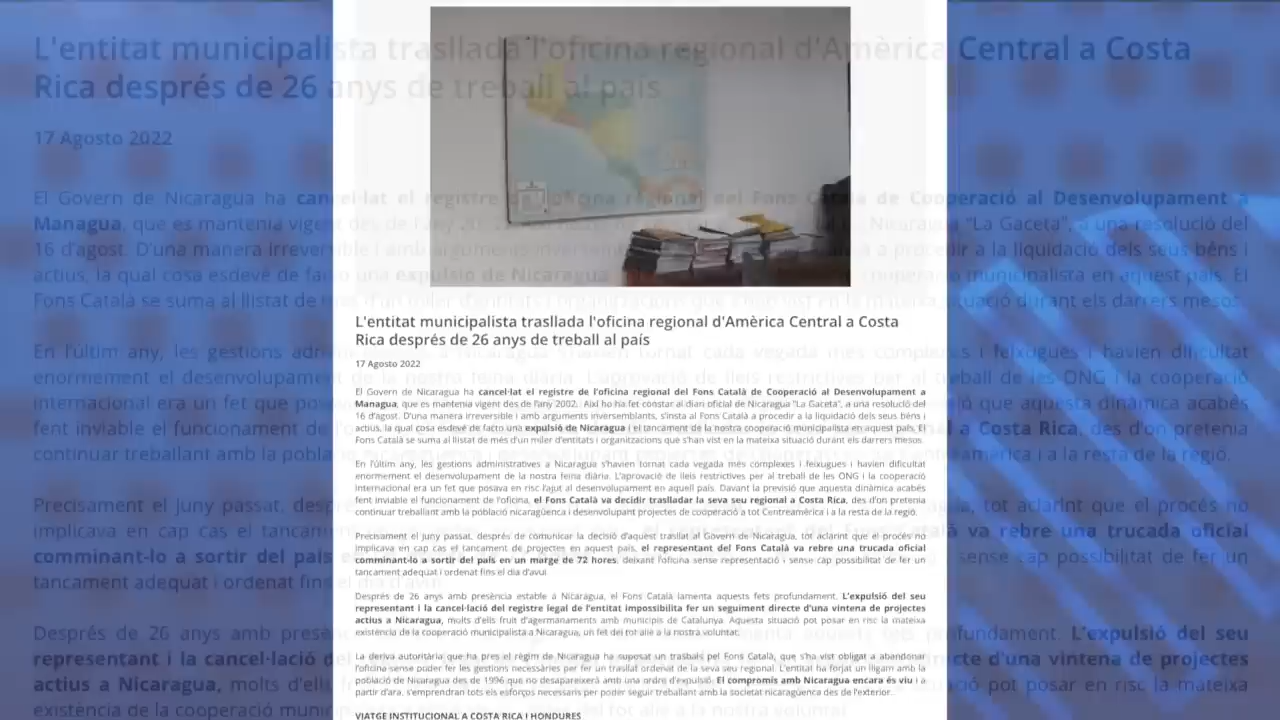 L'entitat municipalista trasllada l'oficina regional d'Amèrica Central a Costa
Rica després de 26 anys de treball al país
17 Agosto 2022
El Govern de Nicaragua ha cancel·lat el registre de l'oficina regional del Fons Català de Cooperació al Desenvolupament a
Managua, que es mantenia vigent des de l'any 2002. Així ho ha fet constar al diari oficial de Nicaragua "La Gaceta", a una resolució del
16 d'agost. D'una manera irreversible i amb arguments inversemblants, s'insta al Fons Català a procedir a la liquidació dels seus béns i
actius, la qual cosa esdevé de facto una expulsió de Nicaragua i el tancament de la nostra cooperació municipalista en aquest país. El
Fons Català se suma al llistat de més d'un miler d'entitats i organitzacions que s'han vist en la mateixa situació durant els darrers mesos.
En l'últim any, les gestions administratives a Nicaragua s'havien tornat cada vegada més complexes i feixugues i havien dificultat
enormement el desenvolupament de la nostra feina diària. L'aprovació de lleis restrictives per al treball de les ONG i la cooperació
internacional era un fet que posava en risc l'ajut al desenvolupament en aquell país. Davant la previsió que aquesta dinàmica acabés
fent inviable el funcionament de l'oficina, el Fons Català va decidir traslladar la seva seu regional a Costa Rica, des d'on pretenia
continuar treballant amb la població nicaragüenca i desenvolupant projectes de cooperació a tot Centreamèrica i a la resta de la regió.
Precisament el juny passat, després de comunicar la decisió d'aquest trasllat al Govern de Nicaragua, tot aclarint que el procés no
implicava en cap cas el tancament de projectes en aquest país, el representant del Fons Català va rebre una trucada oficial
comminant-lo a sortir del país en un marge de 72 hores, deixant l'oficina sense representació i sense cap possibilitat de fer un
tancament adequat i ordenat fins el dia d'avui.
Després de 26 anys amb presència estable a Nicaragua, el Fons Català lamenta aquests fets profundament. L'expulsió del seu
representant i la cancel·lació del registre legal de l'entitat impossibilita fer un seguiment directe d'una vintena de projectes
actius a Nicaragua, molts d'ells fruit d'agermanaments amb municipis de Catalunya. Aquesta situació pot posar en risc la mateixa
existència de la cooperació municipalista a Nicaragua, un fet del tot aliè a la nostra voluntat.
La deriva autoritària que ha pres el règim de Nicaragua ha suposat un trasbals pel Fons Català, que s'ha vist obligat a abandonar
l'oficina sense poder fer les gestions necessàries per fer un trasllat ordenat de la seva seu regional. L'entitat ha forjat un lligam amb la
població de Nicaragua des de 1996 que no desapareixerà amb una ordre d'expulsió. El compromís amb Nicaragua encara és viu i a
partir d'ara, s'emprendran tots els esforços necessaris per poder seguir treballant amb la societat nicaragüenca des de l'exterior.
VIATGE INSTITUCIONAL A COSTA RICA I HONDURES